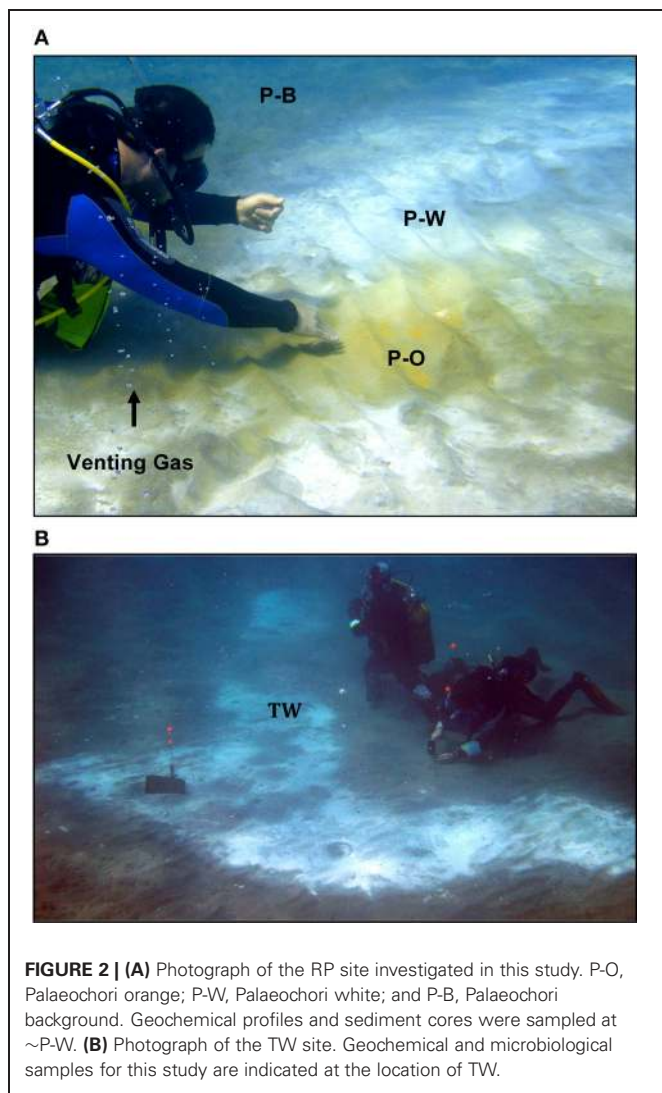 A
P-B
P-W
P-O
Venting Gas
B
TW
FIGURE 2 | (A) Photograph of the RP site investigated in this study. P-O,
Palaeochori orange; P-W, Palaeochori white; and P-B, Palaeochori
background. Geochemical profiles and sediment cores were sampled at
∼P-W. (B) Photograph of the TW site. Geochemical and microbiological
samples for this study are indicated at the location of TW.